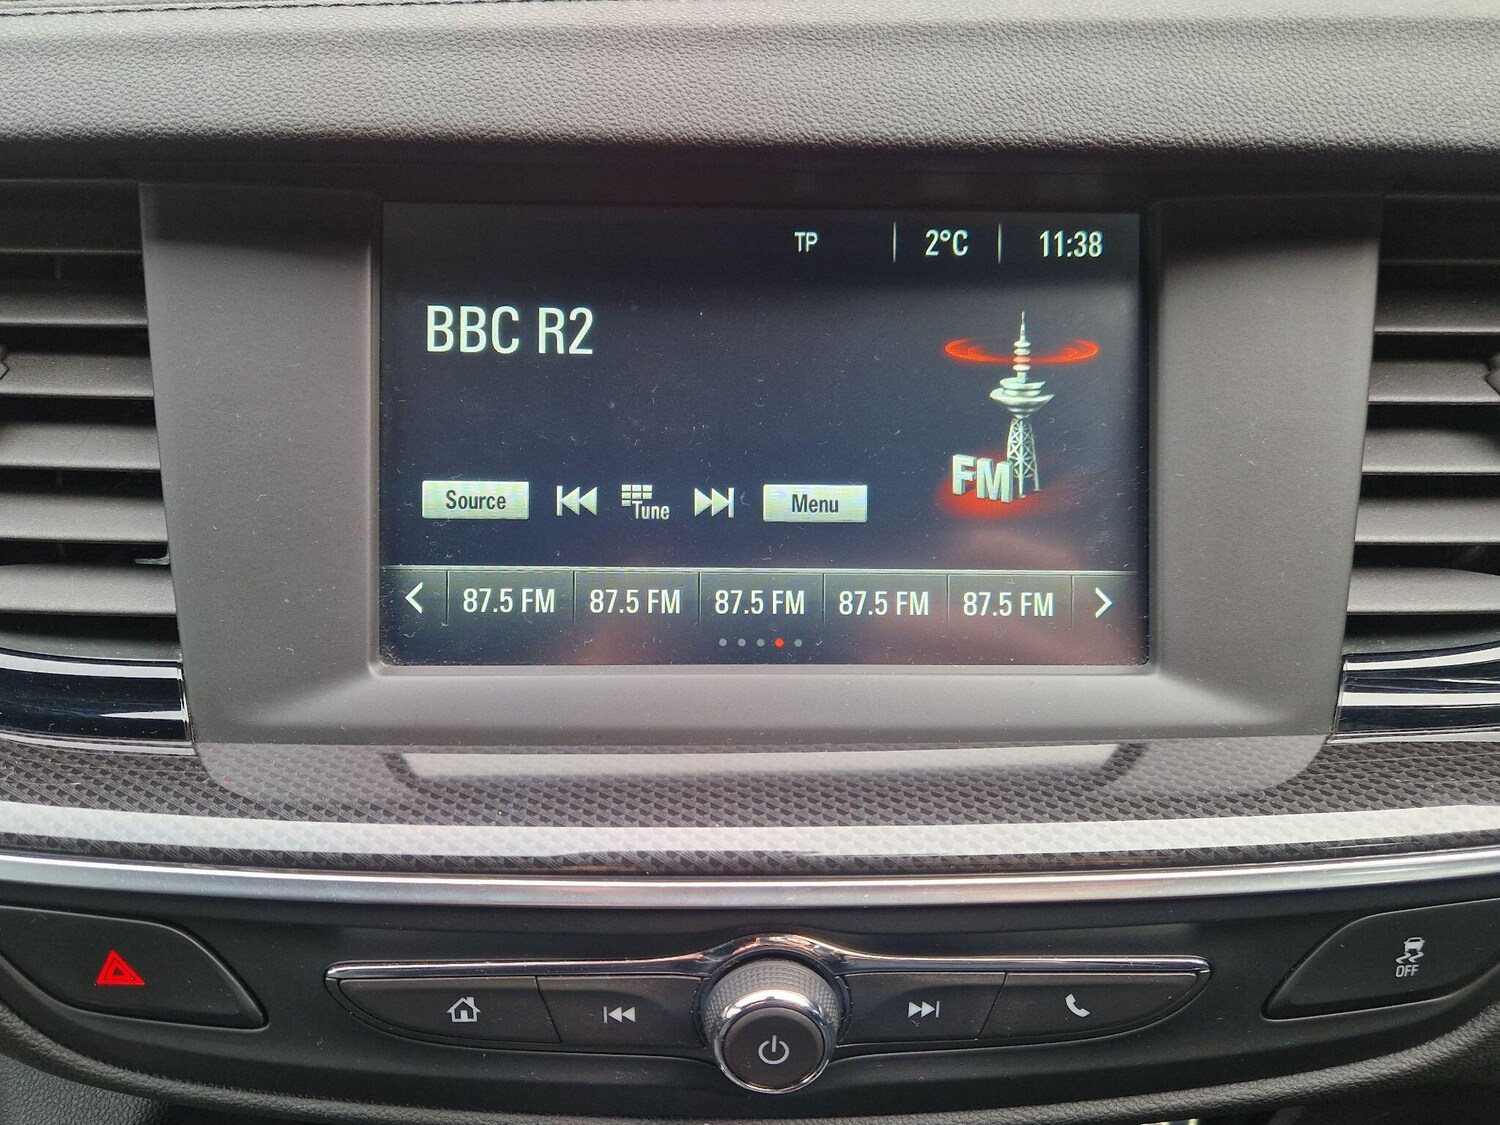 TP 2°C 11:38
BBC R2
FM
Source Tune Menu
87.5 FM 87.5 FM 87.5 FM 87.5 FM 87.5 FM
OFF